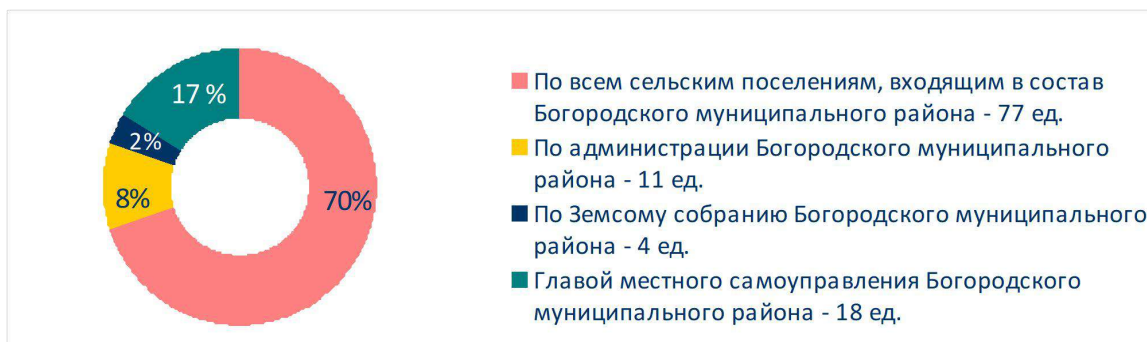 17 %
2%
8%
70%
По всем сельским поселениям, входящим в состав
Богородского муниципального района - 77 ед.
По администрации Богородского муниципального
района - 11 ед.
По Земсому собранию Богородского муниципального
района - 4 ед.
Главой местного самоуправления Богородского
муниципального района - 18 ед.